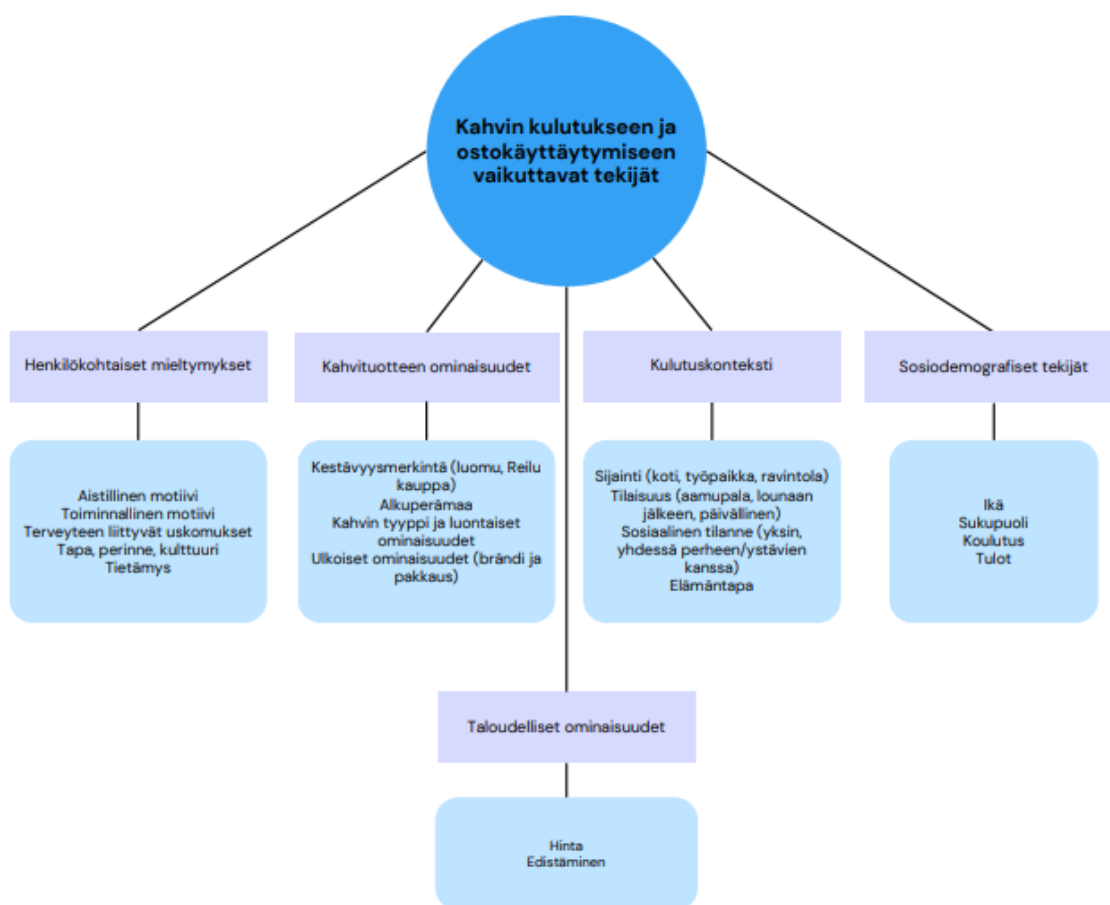 Kahvin kulutukseen ja
ostokäyttäytymiseen
vaikuttavat tekijät
Henkilökohtaiset mieltymykset
Aistillinen motiivi
Toiminnallinen motiivi
Terveyteen liittyvät uskomukset
Tapa, perinne, kulttuuri
Tietämys
Kahvituotteen ominaisuudet
Kestävyysmerkintä (luomu, Reilu
kauppa)
Alkuperämaa
Kahvin tyyppi ja luontaiset
ominaisuudet
Ulkoiset ominaisuudet (brändi ja
pakkaus)
Kulutuskonteksti
Sijainti (koti, työpaikka, ravintola)
Tilaisuus (aamupala, lounaan
jälkeen, päivällinen)
Sosiaalinen tilanne (yksin,
yhdessä perheen/ystävien
kanssa)
Elämäntapa
Sosiodemografiset tekijät
Ikä
Sukupuoli
Koulutus
Tulot
Taloudelliset ominaisuudet
Hinta
Edistäminen